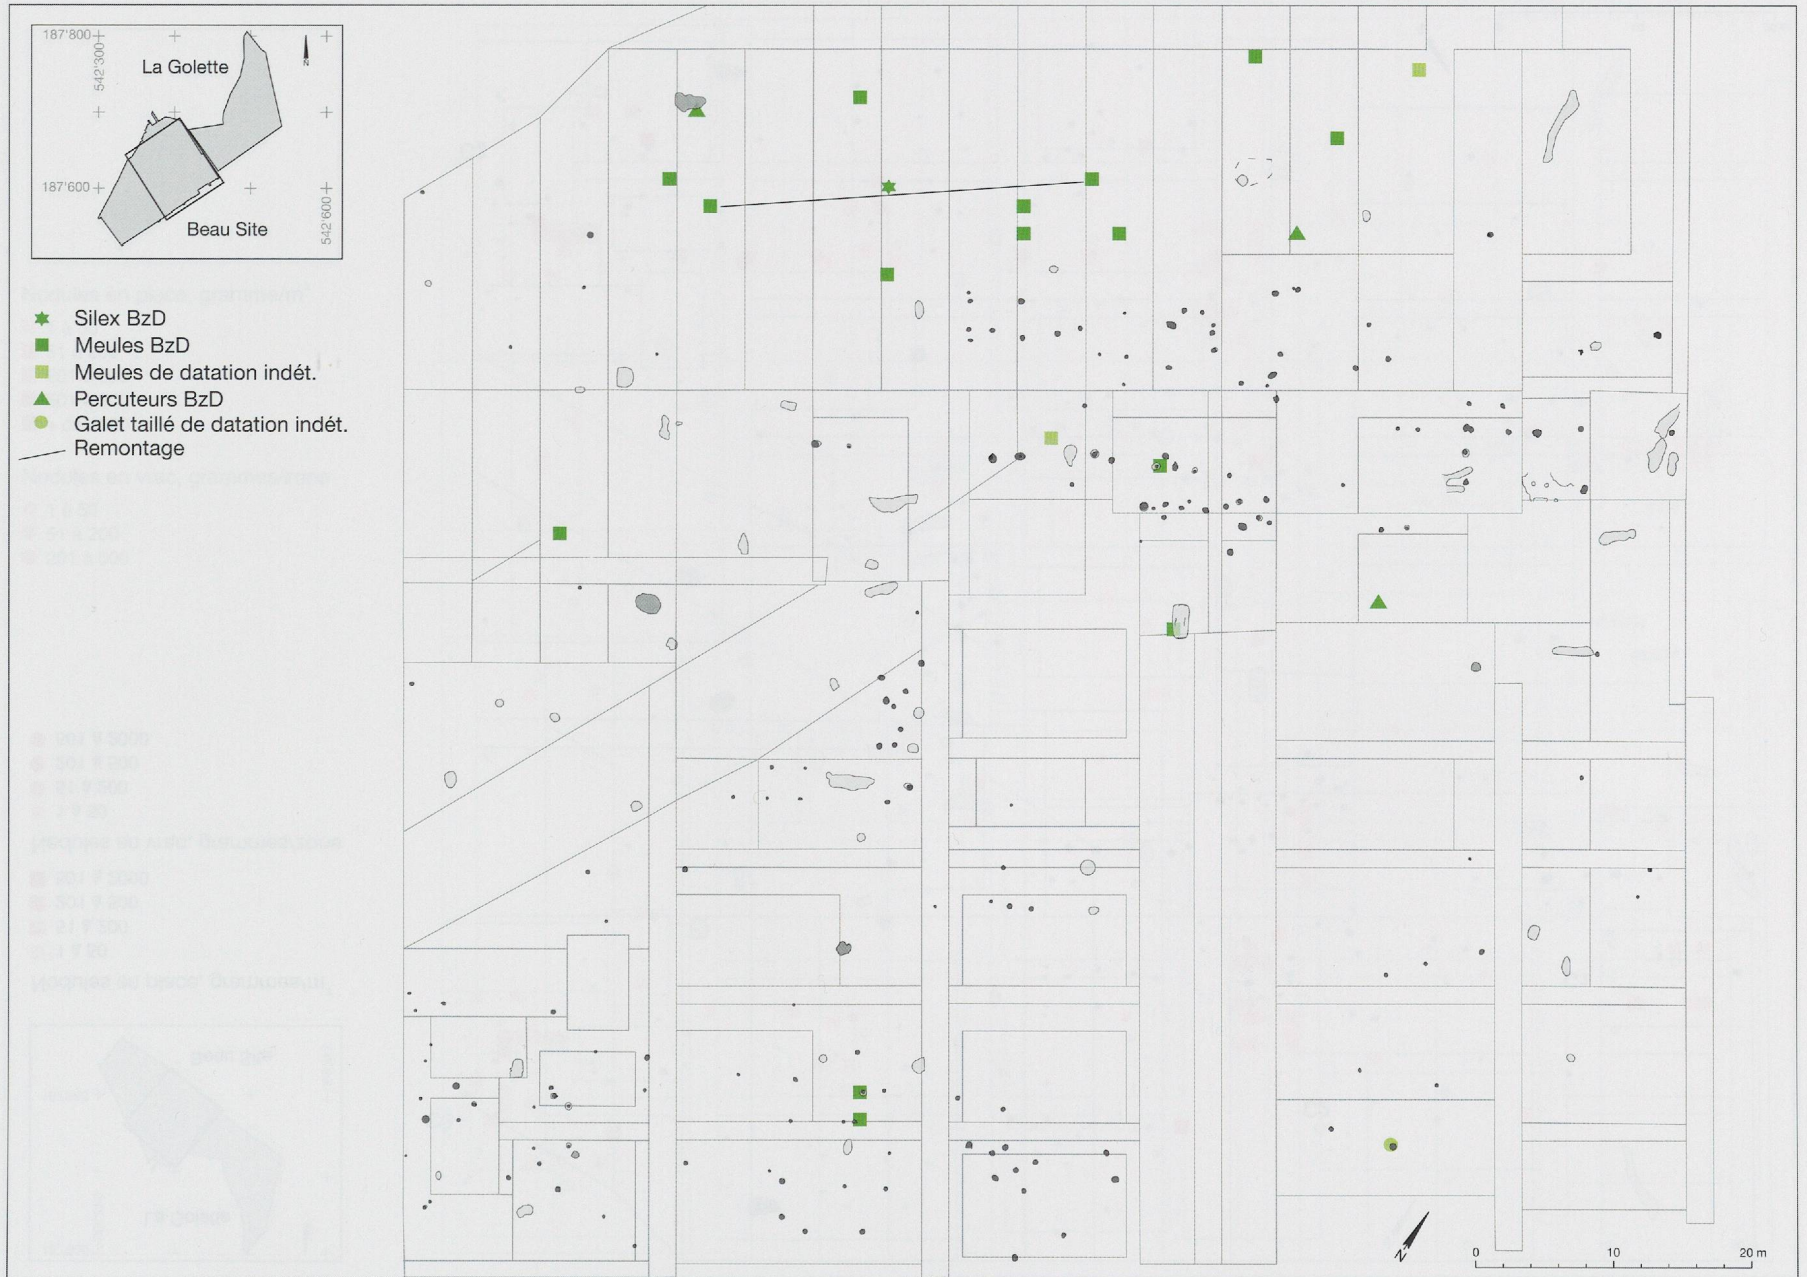 187'800
542'300
La Golette
N
187'600
542'600
Beau Site
Silex BzD
Meules BzD
Meules de datation indét.
Percuteurs BzD
Galet taillé de datation indét.
Remontage
N
0 10 20 m